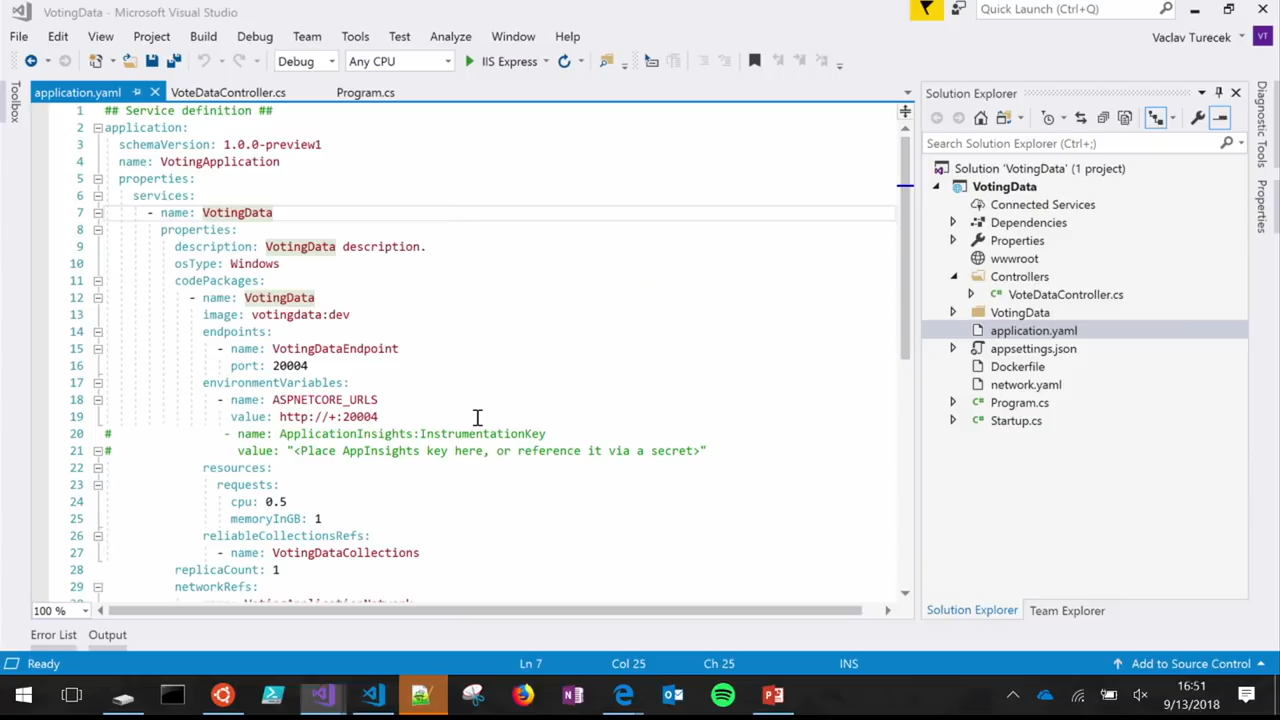 VotingData - Microsoft Visual Studio
Quick Launch (Ctrl+Q)
File Edit View Project Build Debug Team Tools Test Analyze Window Help
Vaclav Turecek VT
Debug Any CPU IIS Express
Toolbox
application.yaml VoteDataController.cs Program.cs
1 ## Service definition ##
2 application:
3 schemaVersion: 1.0.0-preview1
4 name: VotingApplication
5 properties:
6 services:
7 - name: VotingData
8 properties:
9 description: VotingData description.
10 osType: Windows
11 codePackages:
12 - name: VotingData
13 image: votingdata:dev
14 endpoints:
15 - name: VotingDataEndpoint
16 port: 20004
17 environmentVariables:
18 - name: ASPNETCORE_URLS
19 value: http://+:20004
20 # - name: ApplicationInsights:InstrumentationKey
21 # value: "<Place AppInsights key here, or reference it via a secret>"
22 resources:
23 requests:
24 cpu: 0.5
25 memoryInGB: 1
26 reliableCollectionsRefs:
27 - name: VotingDataCollections
28 replicaCount: 1
29 networkRefs:
100 %
Solution Explorer
Search Solution Explorer (Ctrl+;)
Solution 'VotingData' (1 project)
VotingData
Connected Services
Dependencies
Properties
wwwroot
Controllers
VoteDataController.cs
VotingData
application.yaml
appsettings.json
Dockerfile
network.yaml
Program.cs
Startup.cs
Solution Explorer Team Explorer
Diagnostic Tools
Properties
Error List Output
Ready Ln 7 Col 25 Ch 25 INS Add to Source Control
16:51
9/13/2018